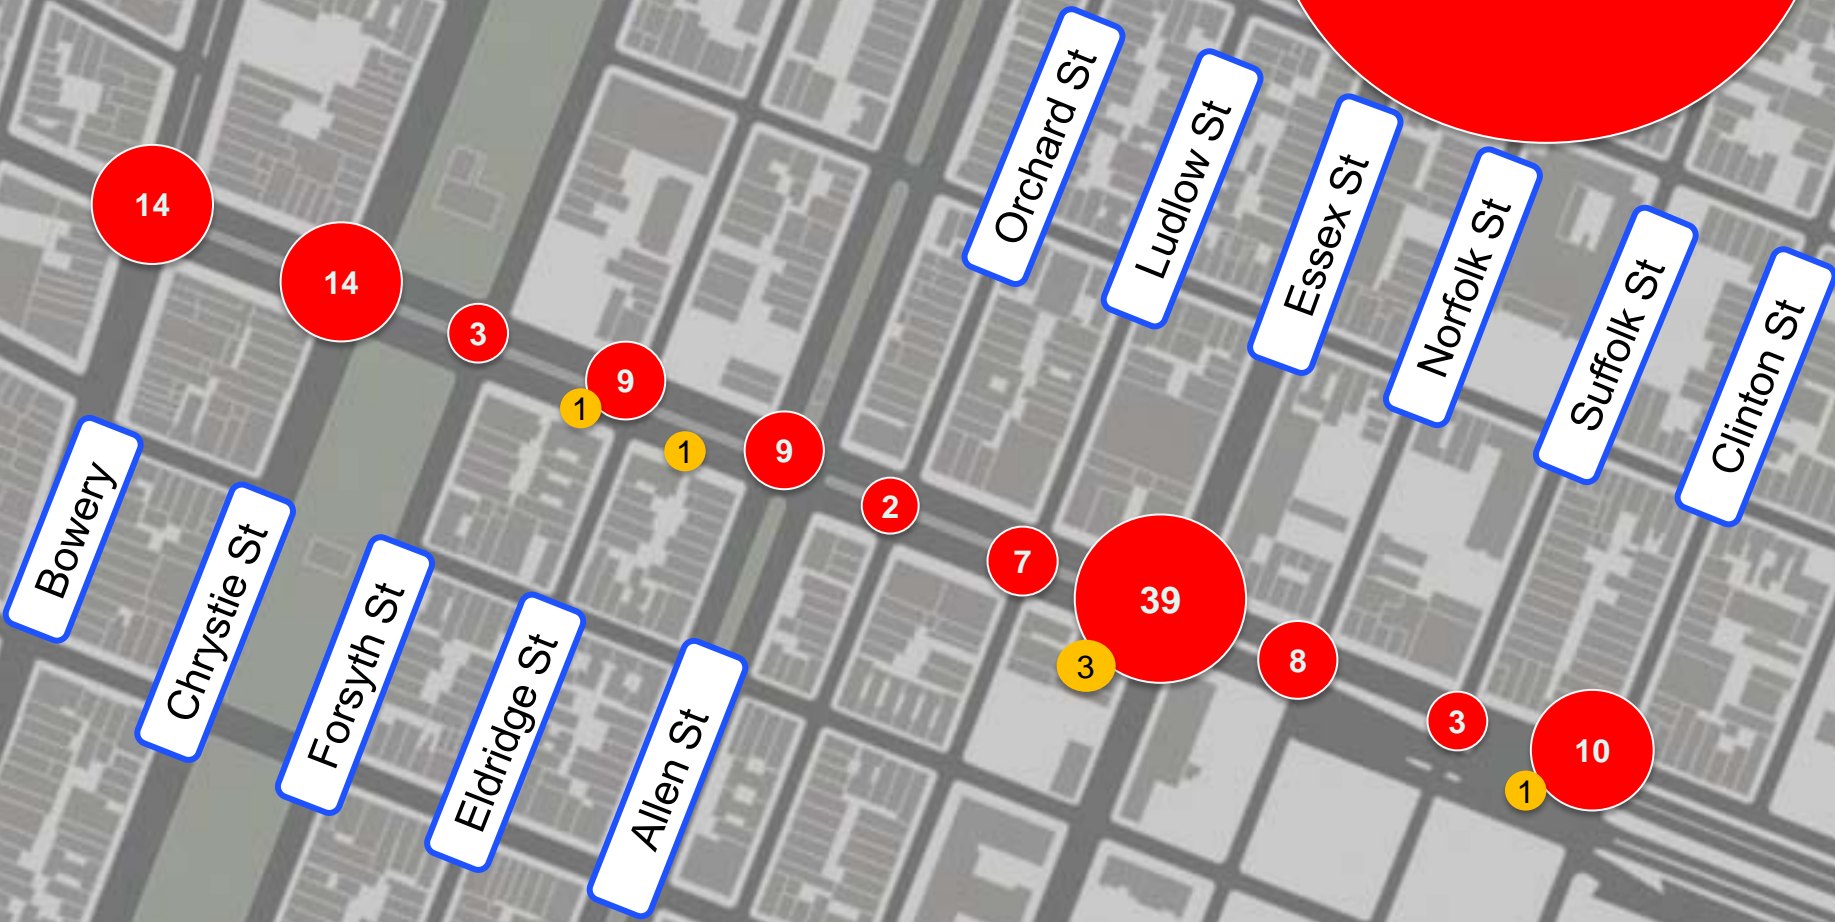 Orchard St
Ludlow St
Essex St
Norfolk St
Suffolk St
Clinton St
14
14
3
9
1
1
9
2
7
39
3
8
3
10
1
Bowery
Chrystie St
Forsyth St
Eldridge St
Allen St